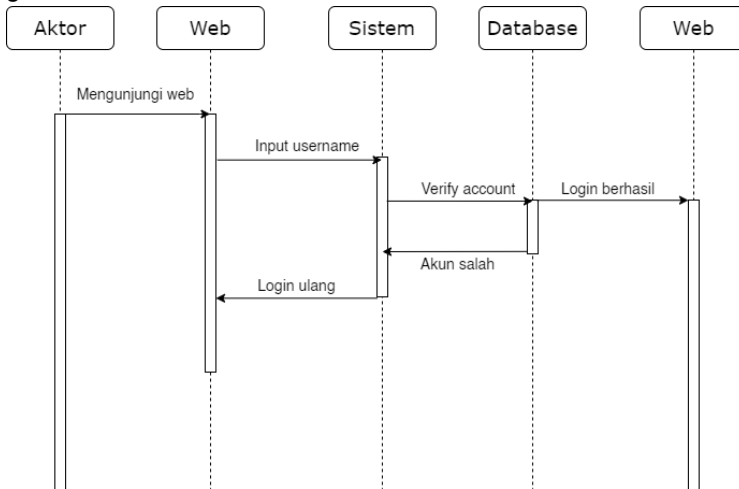 Aktor
Web
Sistem
Database
Web
Mengunjungi web
Input username
Verify account
Login berhasil
Akun salah
Login ulang